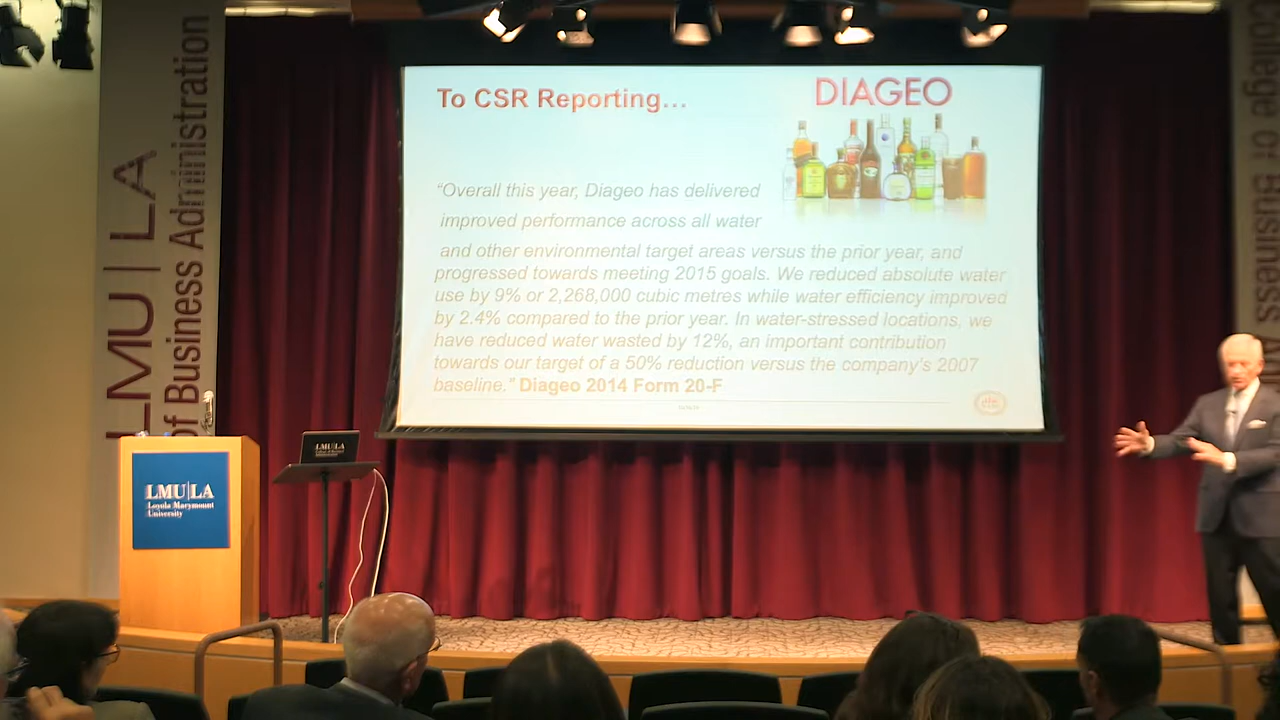 To CSR Reporting...
DIAGEO
"Overall this year, Diageo has delivered
improved performance across all water
and other environmental target areas versus the prior year, and
progressed towards meeting 2015 goals. We reduced absolute water
use by 9% or 2,268,000 cubic metres while water efficiency improved
by 2.4% compared to the prior year. In water-stressed locations, we
have reduced water wasted by 12%, an important contribution
towards our target of a 50% reduction versus the company's 2007
baseline." Diageo 2014 Form 20-F
LMU|LA
of Business Administration
College of Business
LMU|LA
LMU|LA
Loyola Marymount
University